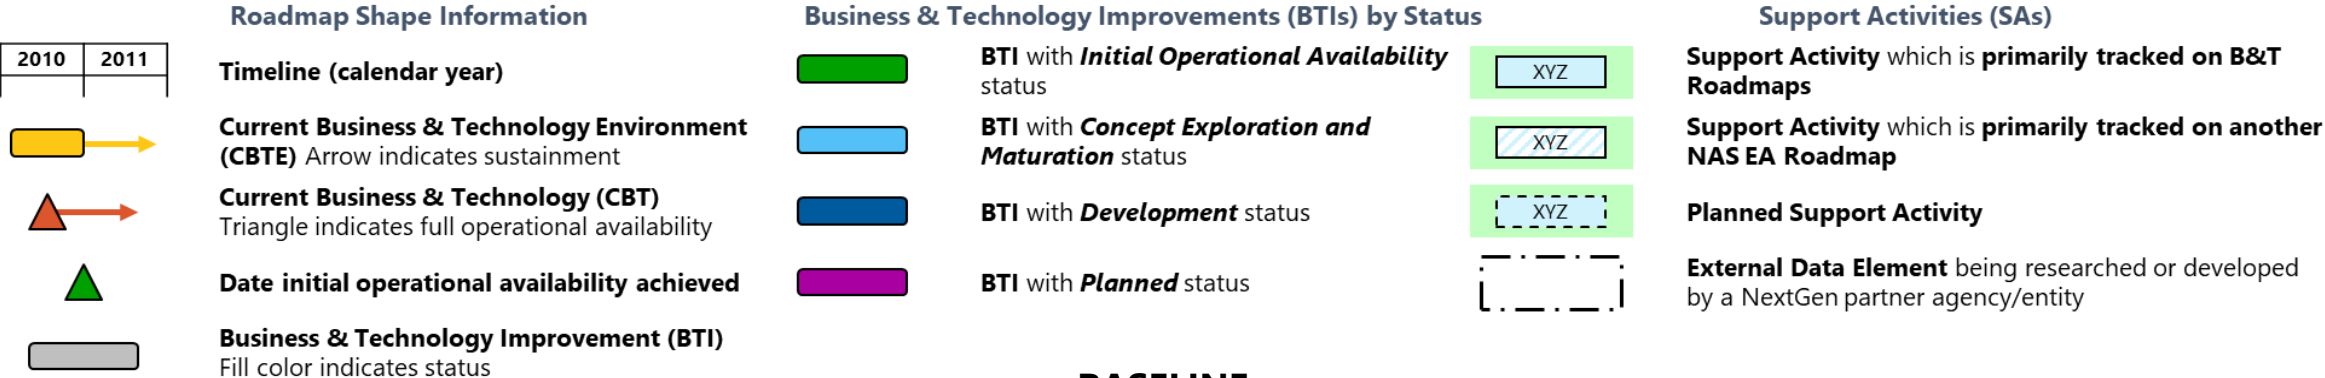 Roadmap Shape Information
2010 2011
Timeline (calendar year)
Current Business & Technology Environment
(CBTE) Arrow indicates sustainment
Current Business & Technology (CBT)
Triangle indicates full operational availability
Date initial operational availability achieved
Business & Technology Improvement (BTI)
Fill color indicates status
Business & Technology Improvements (BTIs) by Status
BTI with Initial Operational Availability
status
BTI with Concept Exploration and
Maturation status
BTI with Development status
BTI with Planned status
Support Activities (SAs)
XYZ
Support Activity which is primarily tracked on B&T
Roadmaps
XYZ
Support Activity which is primarily tracked on another
NAS EA Roadmap
XYZ
Planned Support Activity
External Data Element being researched or developed
by a NextGen partner agency/entity
BASELINE